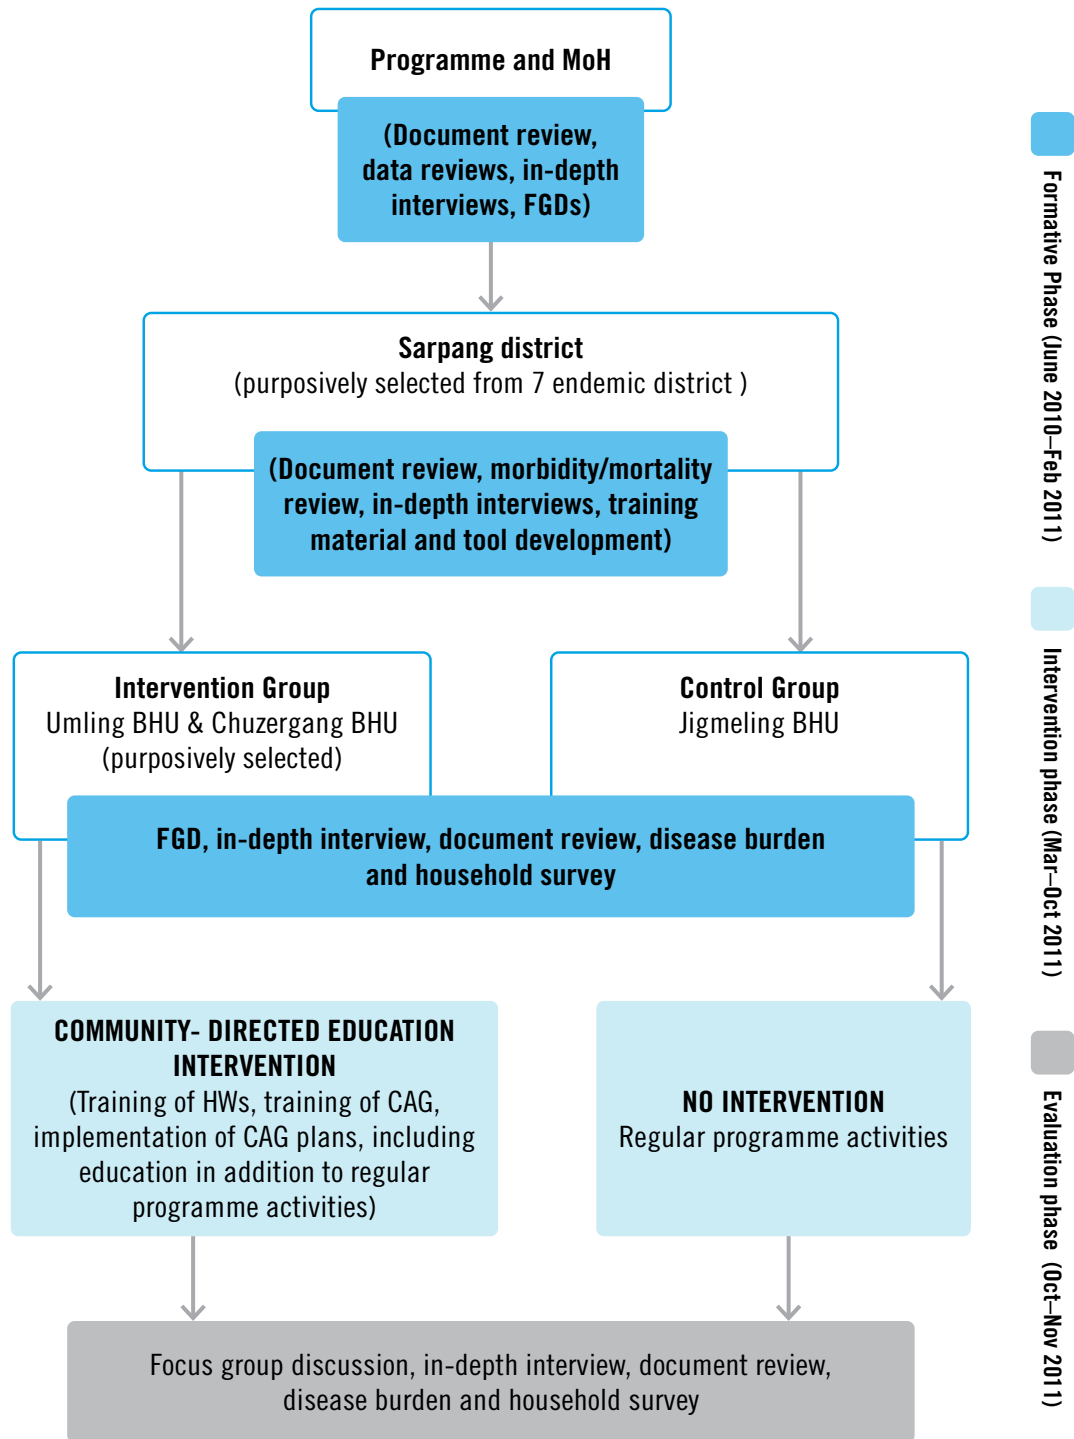 Programme and MoH
(Document review,
data reviews, in-depth
interviews, FGDs)
Sarpang district
(purposively selected from 7 endemic district )
(Document review, morbidity/mortality
review, in-depth interviews, training
material and tool development)
Intervention Group
Umling BHU & Chuzergang BHU
(purposively selected)
Control Group
Jigmeling BHU
FGD, in-depth interview, document review, disease burden
and household survey
COMMUNITY- DIRECTED EDUCATION
INTERVENTION
(Training of HWs, training of CAG,
implementation of CAG plans, including
education in addition to regular
programme activities)
NO INTERVENTION
Regular programme activities
Focus group discussion, in-depth interview, document review,
disease burden and household survey
Formative Phase (June 2010–Feb 2011)
Intervention phase (Mar–Oct 2011)
Evaluation phase (Oct–Nov 2011)